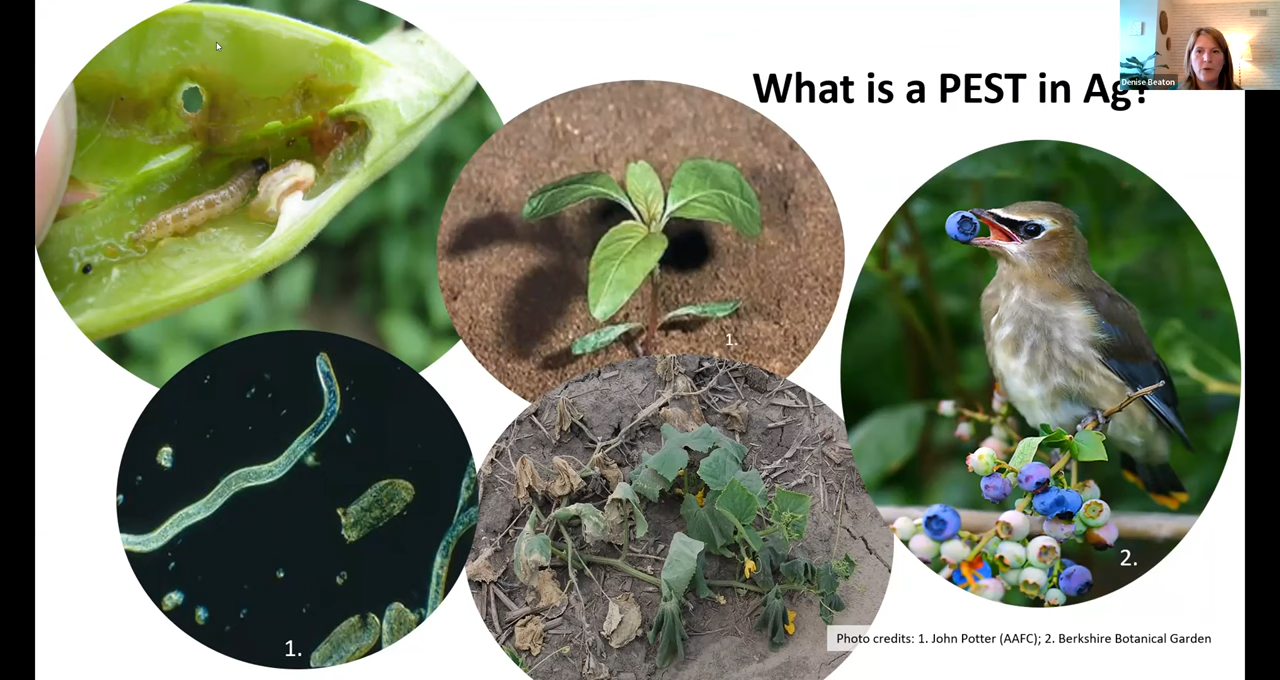 Denise Beaton
What is a PEST in Ag?
1.
2.
1.
Photo credits: 1. John Potter (AAFC); 2. Berkshire Botanical Garden